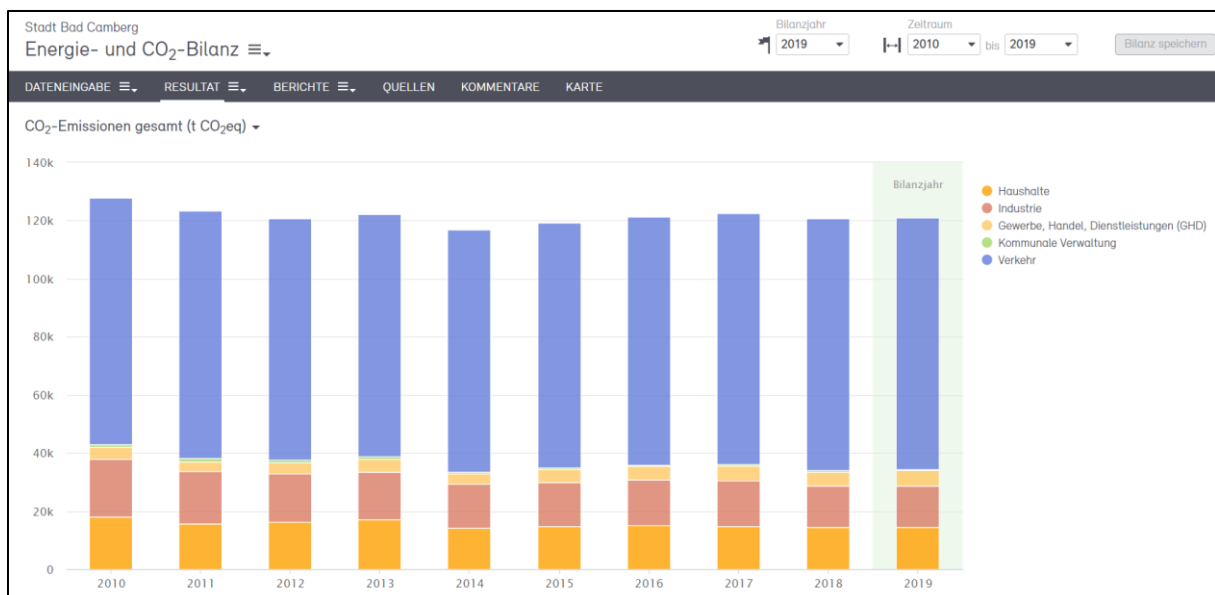 Stadt Bad Camberg
Energie- und CO₂-Bilanz
Bilanzjahr
2019
Zeitraum
2010 bis 2019
Bilanz speichern
DATENEINGABE RESULTAT BERICHTE QUELLEN KOMMENTARE KARTE
CO₂-Emissionen gesamt (t CO₂eq)
140k
120k
100k
80k
60k
40k
20k
0
Bilanzjahr
2010 2011 2012 2013 2014 2015 2016 2017 2018 2019
Haushalte
Industrie
Gewerbe, Handel, Dienstleistungen (GHD)
Kommunale Verwaltung
Verkehr